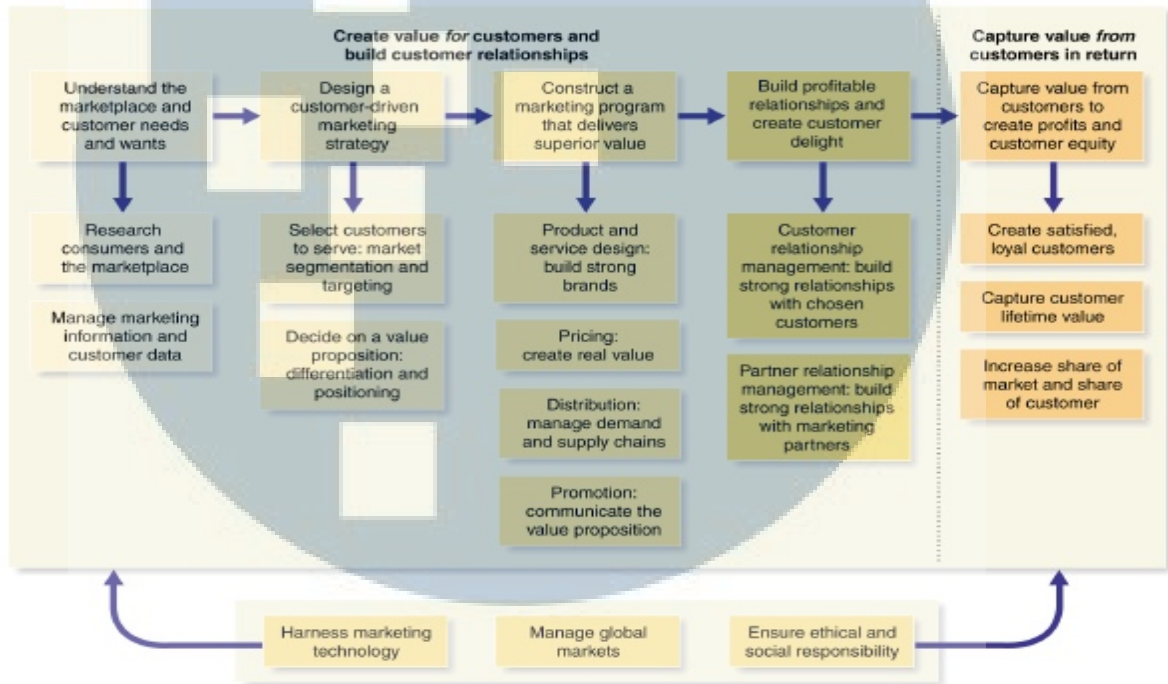 Create value for customers and
build customer relationships
Capture value from
customers in return
Understand the
marketplace and
customer needs
and wants
Design a
customer-driven
marketing
strategy
Construct a
marketing program
that delivers
superior value
Build profitable
relationships and
create customer
delight
Capture value from
customers to
create profits and
customer equity
Research
consumers and
the marketplace
Manage marketing
information and
customer data
Select customers
to serve: market
segmentation and
targeting
Decide on a value
proposition:
differentiation and
positioning
Product and
service design:
build strong
brands
Pricing:
create real value
Distribution:
manage demand
and supply chains
Promotion:
communicate the
value proposition
Customer
relationship
management: build
strong relationships
with chosen
customers
Partner relationship
management: build
strong relationships
with marketing
partners
Create satisfied,
loyal customers
Capture customer
lifetime value
Increase share of
market and share
of customer
Harness marketing
technology
Manage global
markets
Ensure ethical and
social responsibility